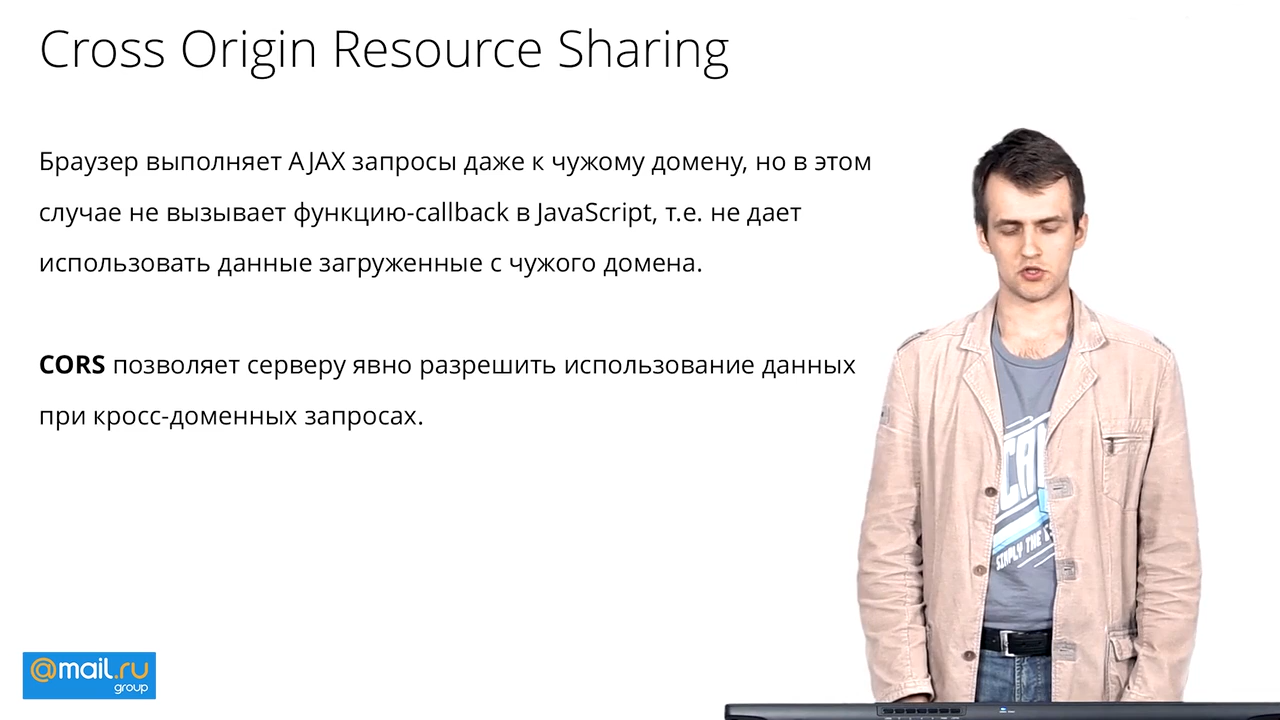 Cross Origin Resource Sharing
Браузер выполняет AJAX запросы даже к чужому домену, но в этом
случае не вызывает функцию-callback в JavaScript, т.е. не дает
использовать данные загруженные с чужого домена.
CORS позволяет серверу явно разрешить использование данных
при кросс-доменных запросах.
SIMPLY THE
@mail.ru
group